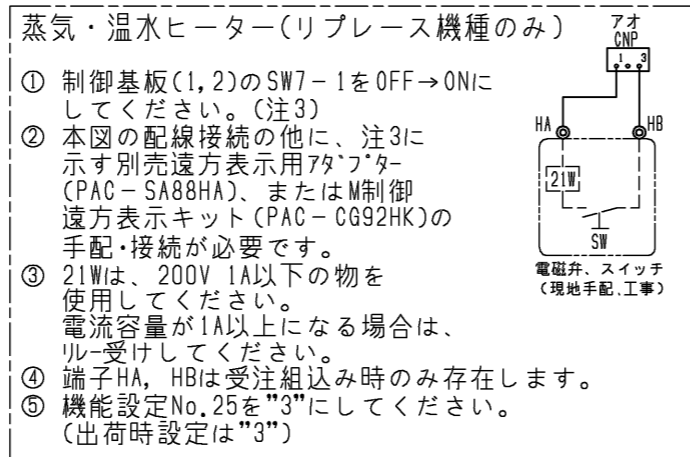 蒸気・温水ヒーター(リプレース機種のみ)
① 制御基板(1,2)のSW7-1をOFF→ONに
してください。(注3)
② 本図の配線接続の他に、注3に
示す別売遠方表示用アダプター
(PAC-SA88HA)、またはM制御
遠方表示キット(PAC-CG92HK)の
手配・接続が必要です。
③ 21Wは、200V 1A以下の物を
使用してください。
電流容量が1A以上になる場合は、
リレー受けしてください。
④ 端子HA, HBは受注組込み時のみ存在します。
⑤ 機能設定No.25を"3"にしてください。
(出荷時設定は"3")
アオ
CNP
1 3
HA HB
21W
SW
電磁弁、スイッチ
(現地手配、工事)